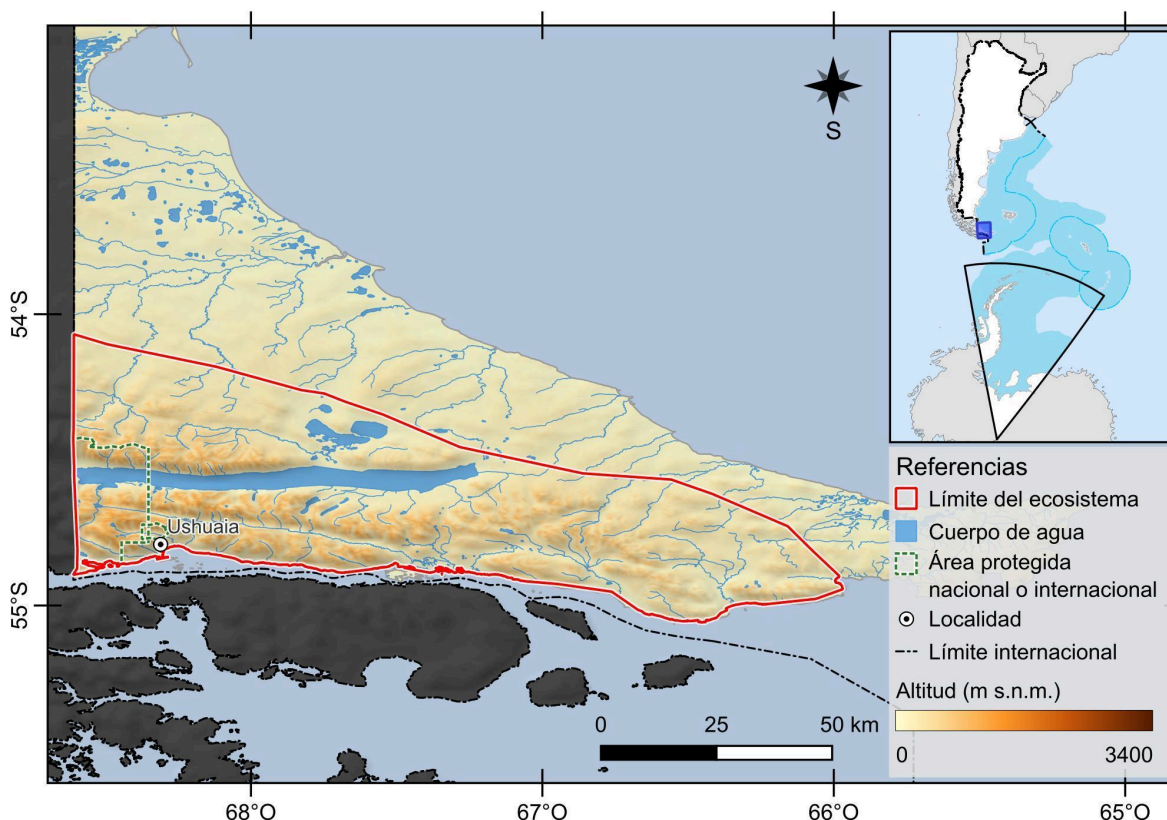 S
54°S
55°S
Ushuaia
68°O
67°O
66°O
65°O
0
25
50 km
Referencias
Límite del ecosistema
Cuerpo de agua
Área protegida
nacional o internacional
Localidad
Límite internacional
Altitud (m s.n.m.)
0
3400